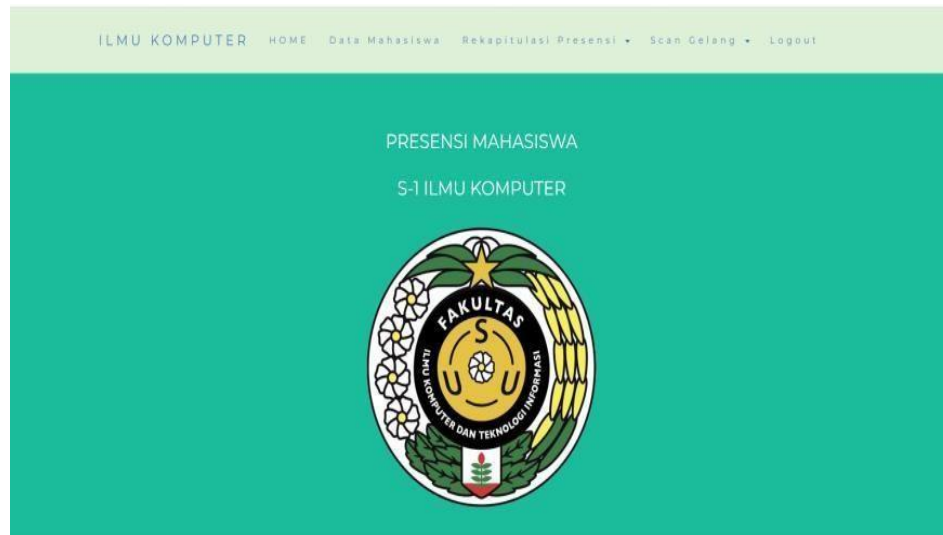 ILMU KOMPUTER HOME Data Mahasiswa Rekapitulasi Presensi Scan Gelang Logout
PRESENSI MAHASISWA
S-1 ILMU KOMPUTER
FAKULTAS
S
U U
ILMU KOMPUTER DAN TEKNOLOGI INFORMASI